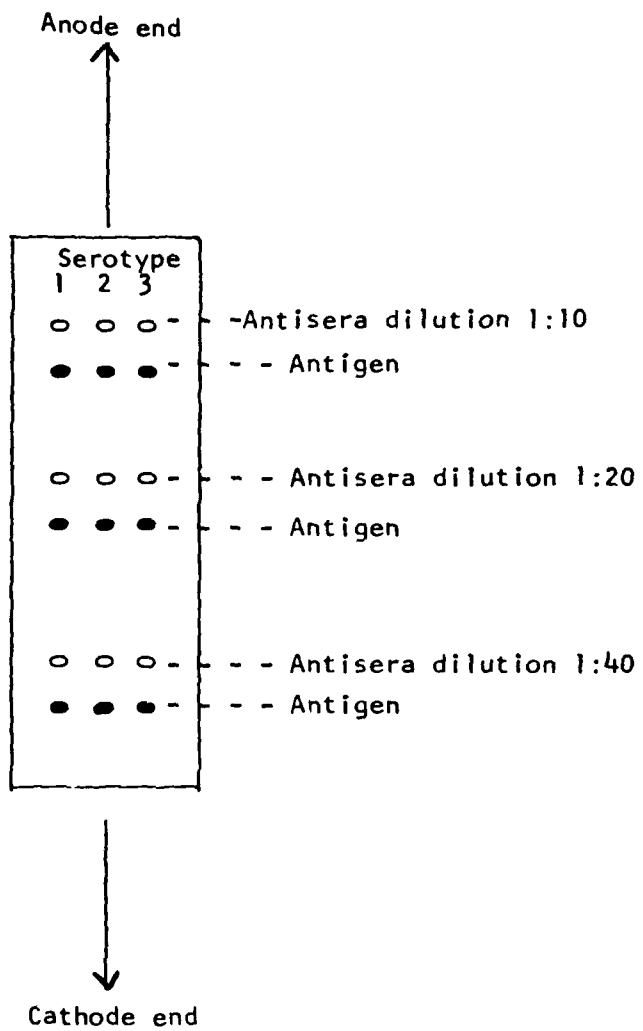 Anode end
Serotype
1 2 3
Antisera dilution 1:10
Antigen
Antisera dilution 1:20
Antigen
Antisera dilution 1:40
Antigen
Cathode end